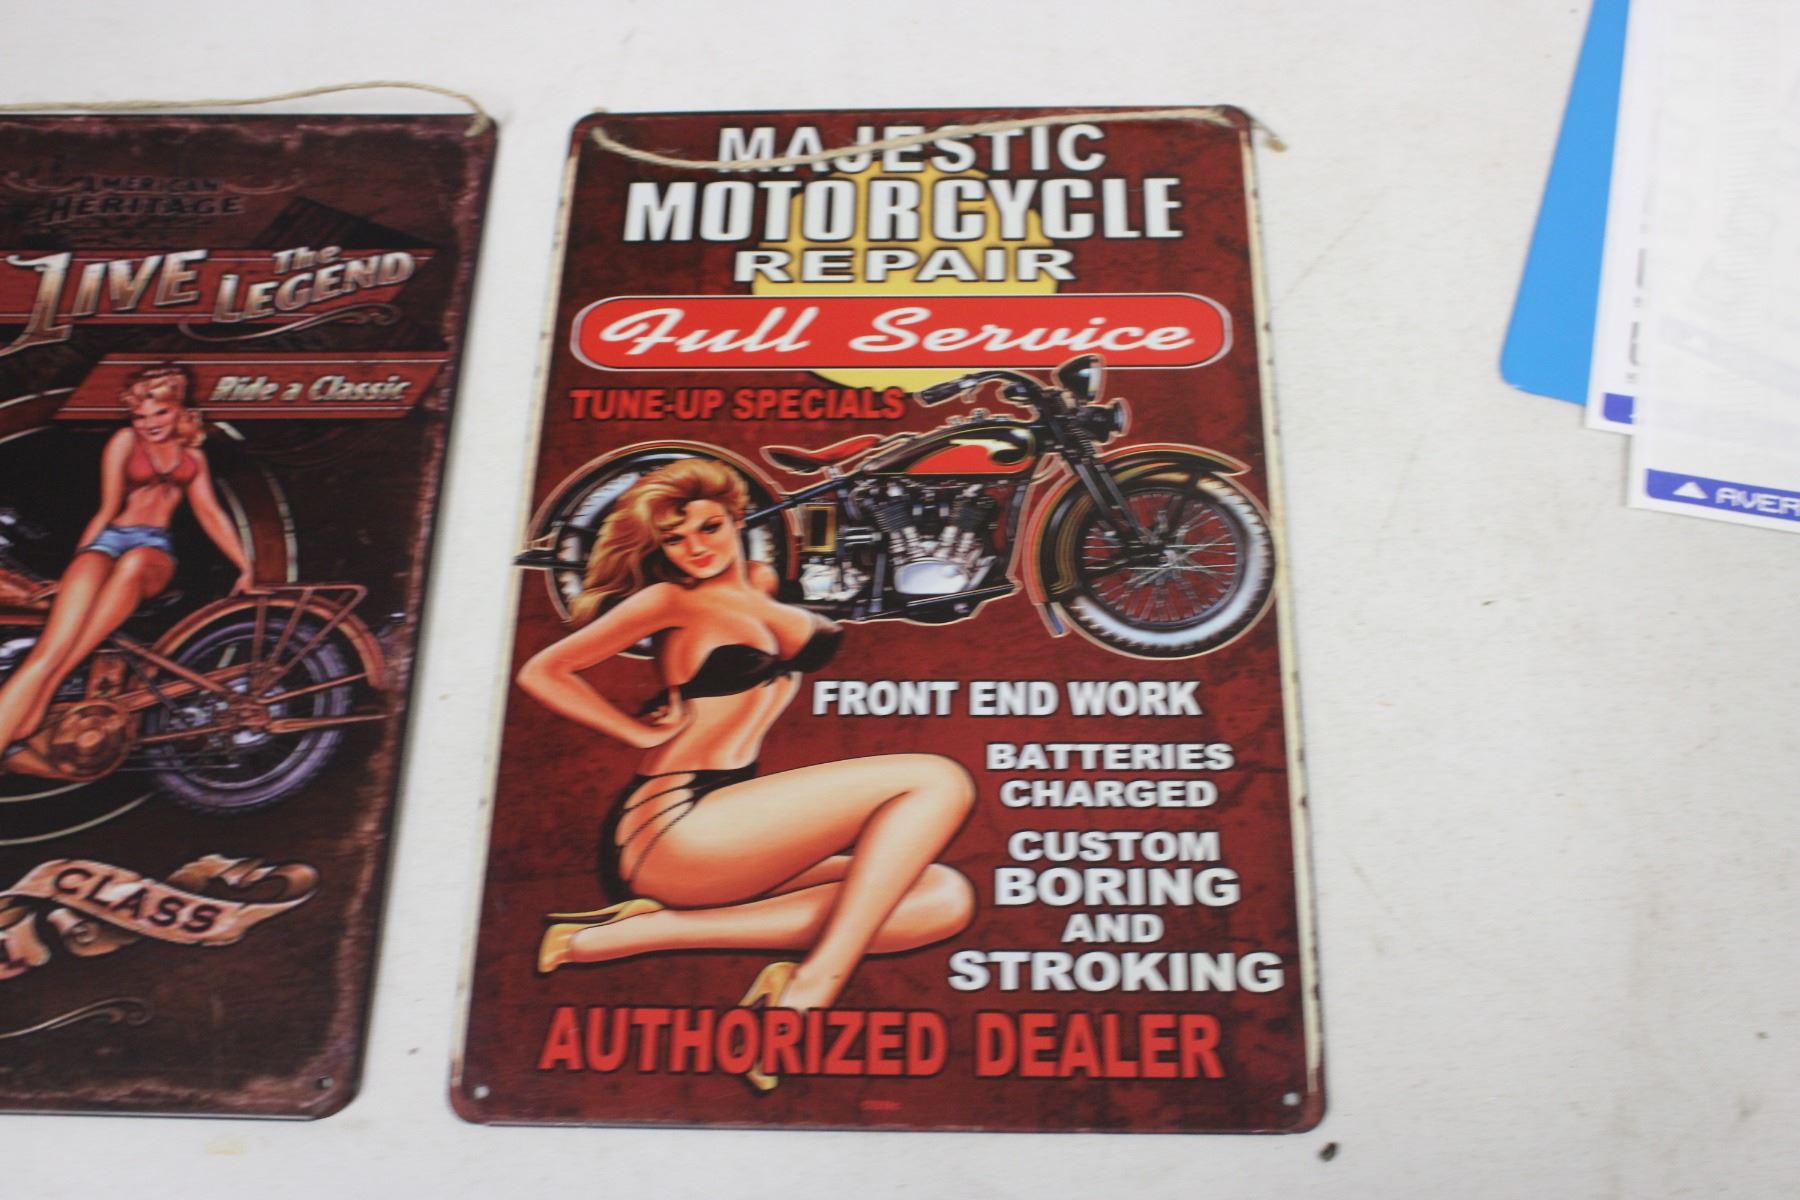 AMERICAN
HERITAGE
LIVE The
LEGEND
Ride a Classic
CLASS
MAJESTIC
MOTORCYCLE
REPAIR
Full Service
TUNE-UP SPECIALS
FRONT END WORK
BATTERIES
CHARGED
CUSTOM
BORING
AND
STROKING
AUTHORIZED DEALER
AVER